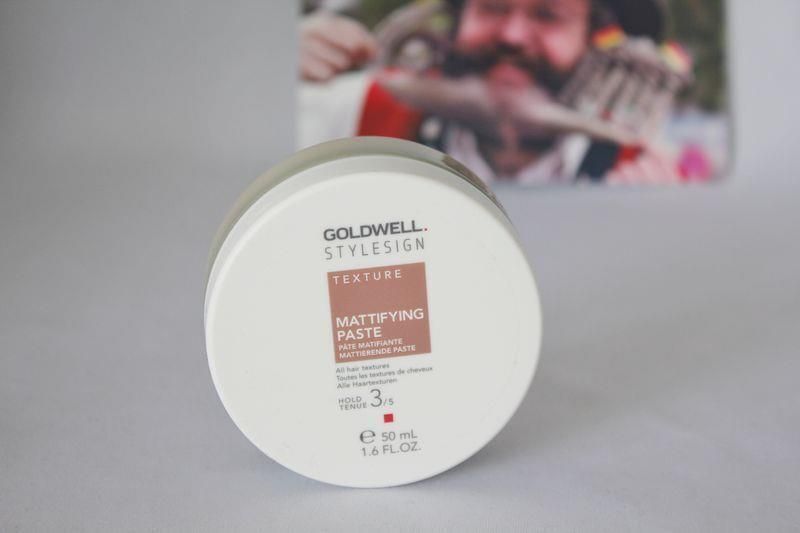 GOLDWELL.
STYLESIGN
TEXTURE
MATTIFYING
PASTE
PÂTE MATIFIANTE
MATTIERENDE PASTE
All hair textures
Toutes les textures de cheveux
Alle Haartexturen
HOLD
TENUE 3/5
℮ 50 mL
1.6 FL.OZ.